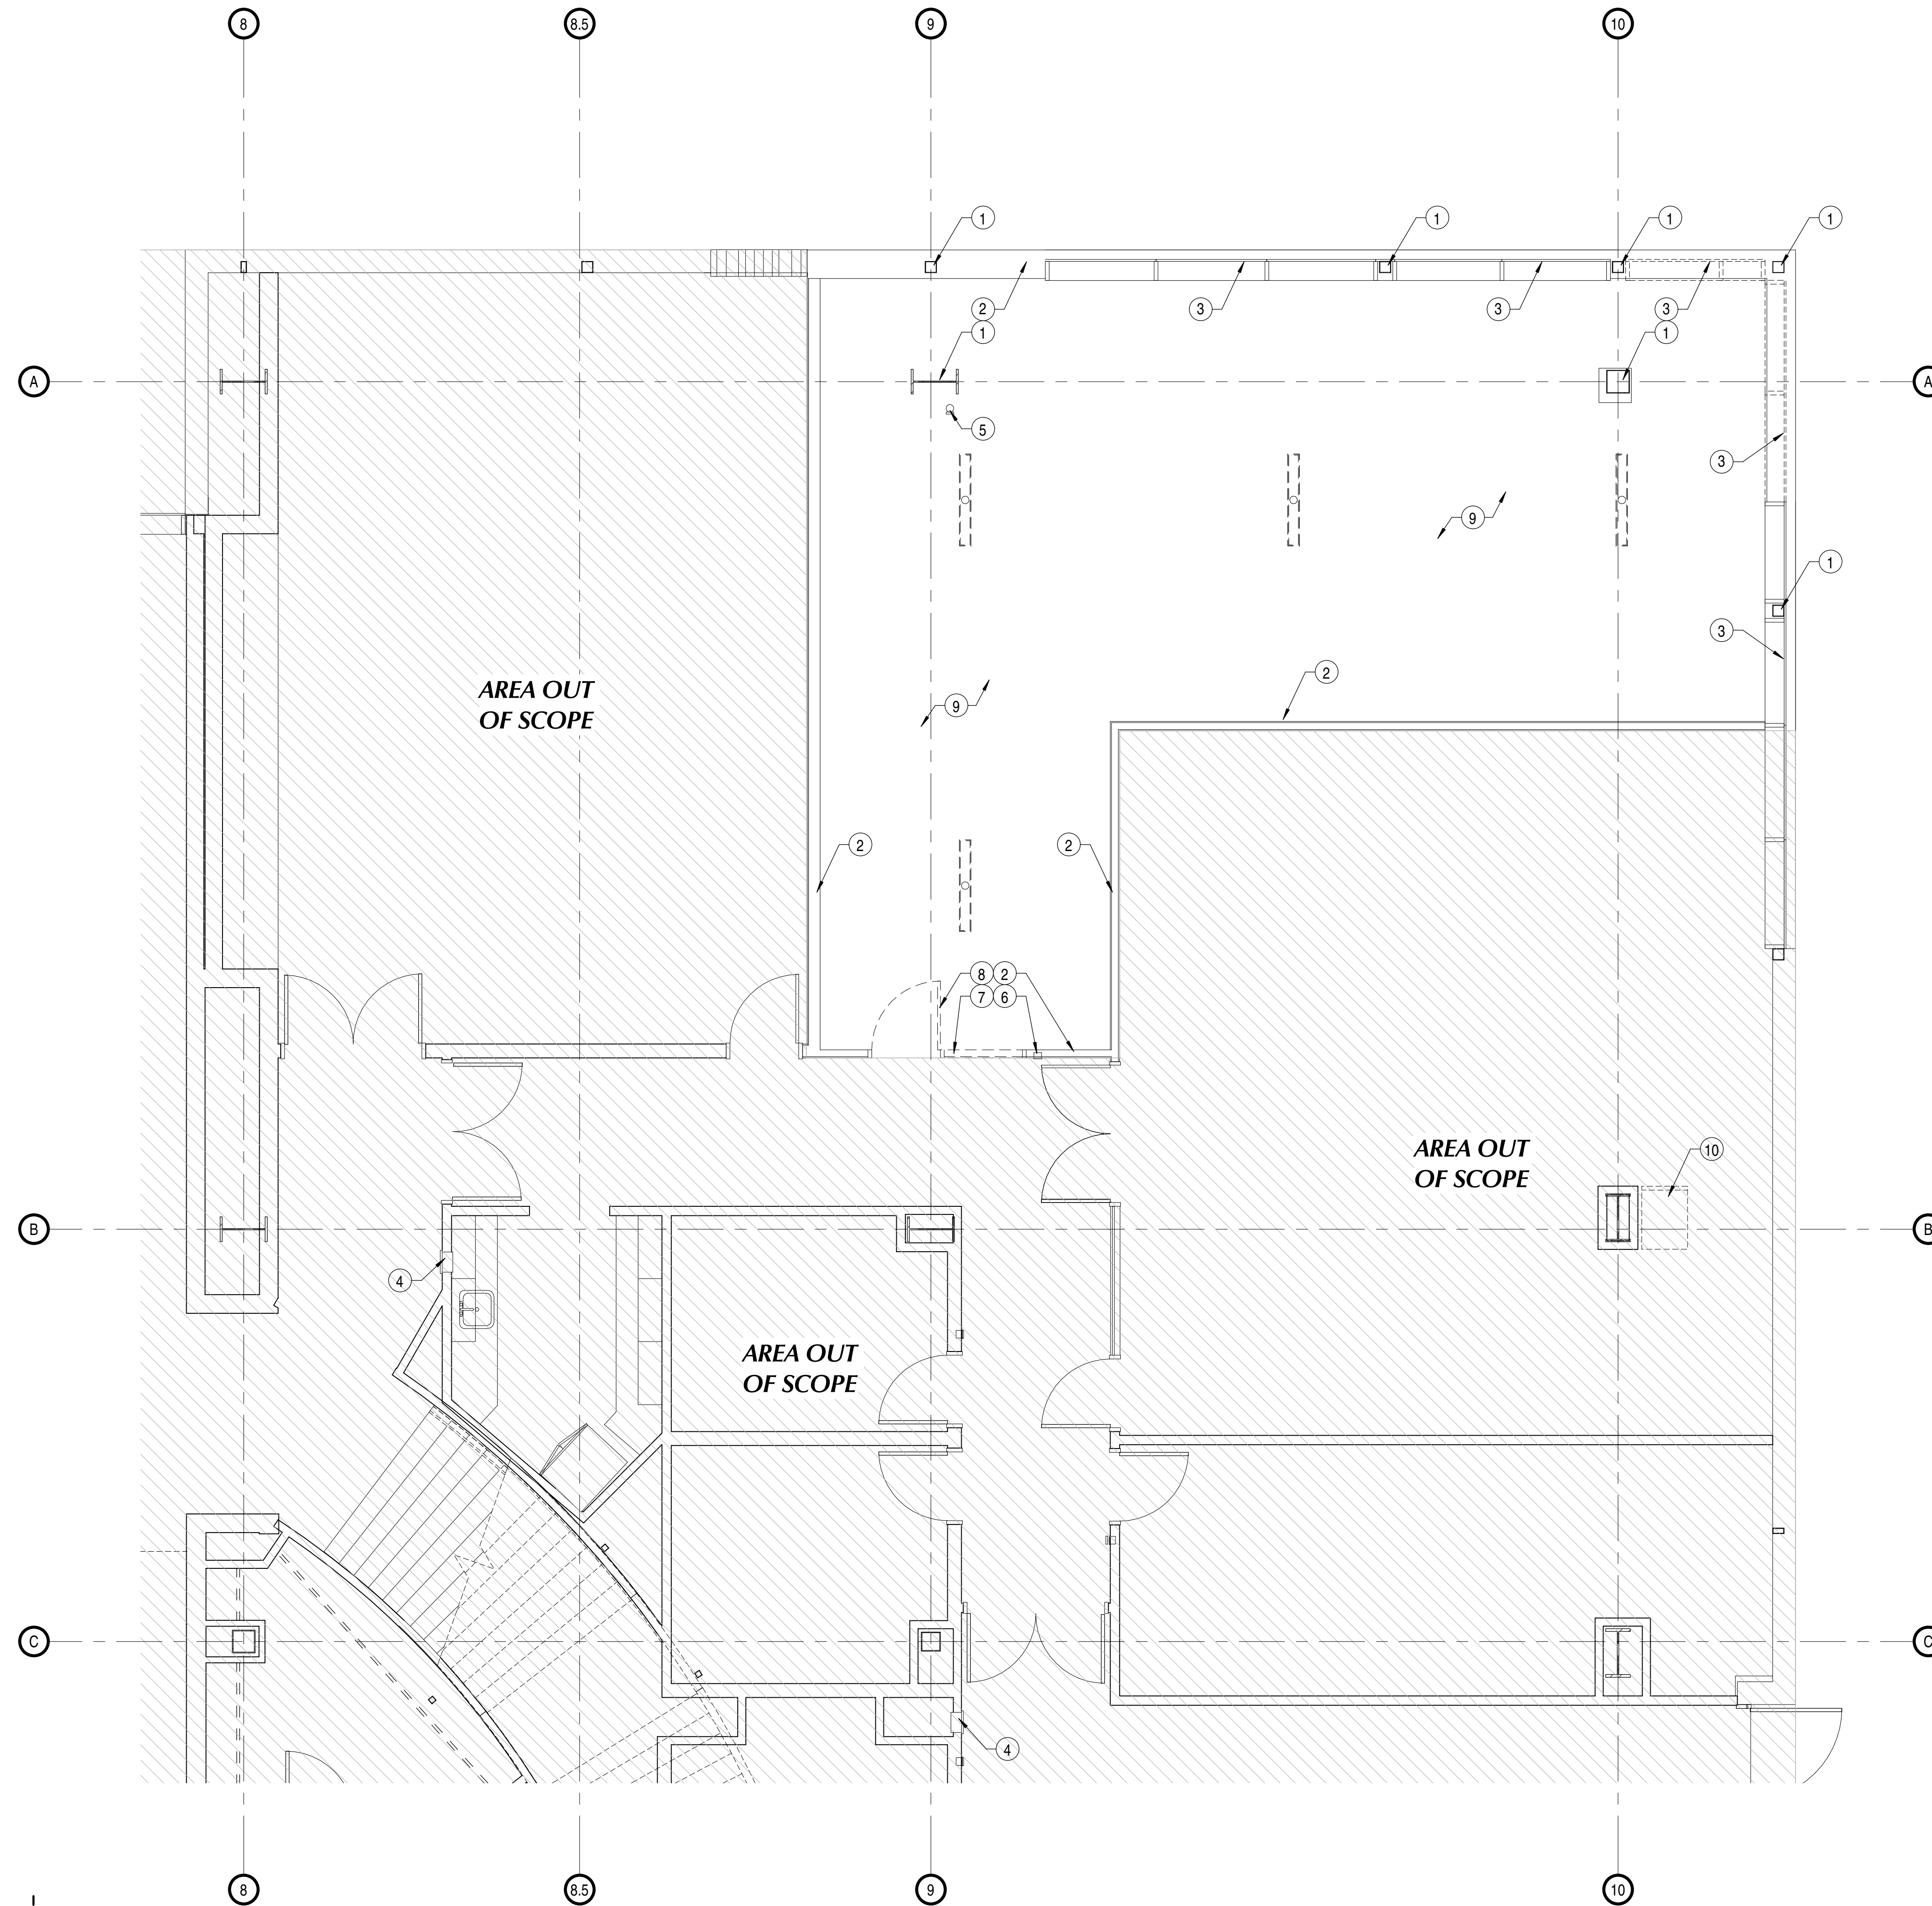 8 8.5 9 10
1 1 1 1
2 3 3 3
1 1
A A
5
3
9
1
3
2
AREA OUT
OF SCOPE
9
2 2
8 2
7 6
AREA OUT
OF SCOPE
10
B B
4
AREA OUT
OF SCOPE
C C
4
8 8.5 9 10